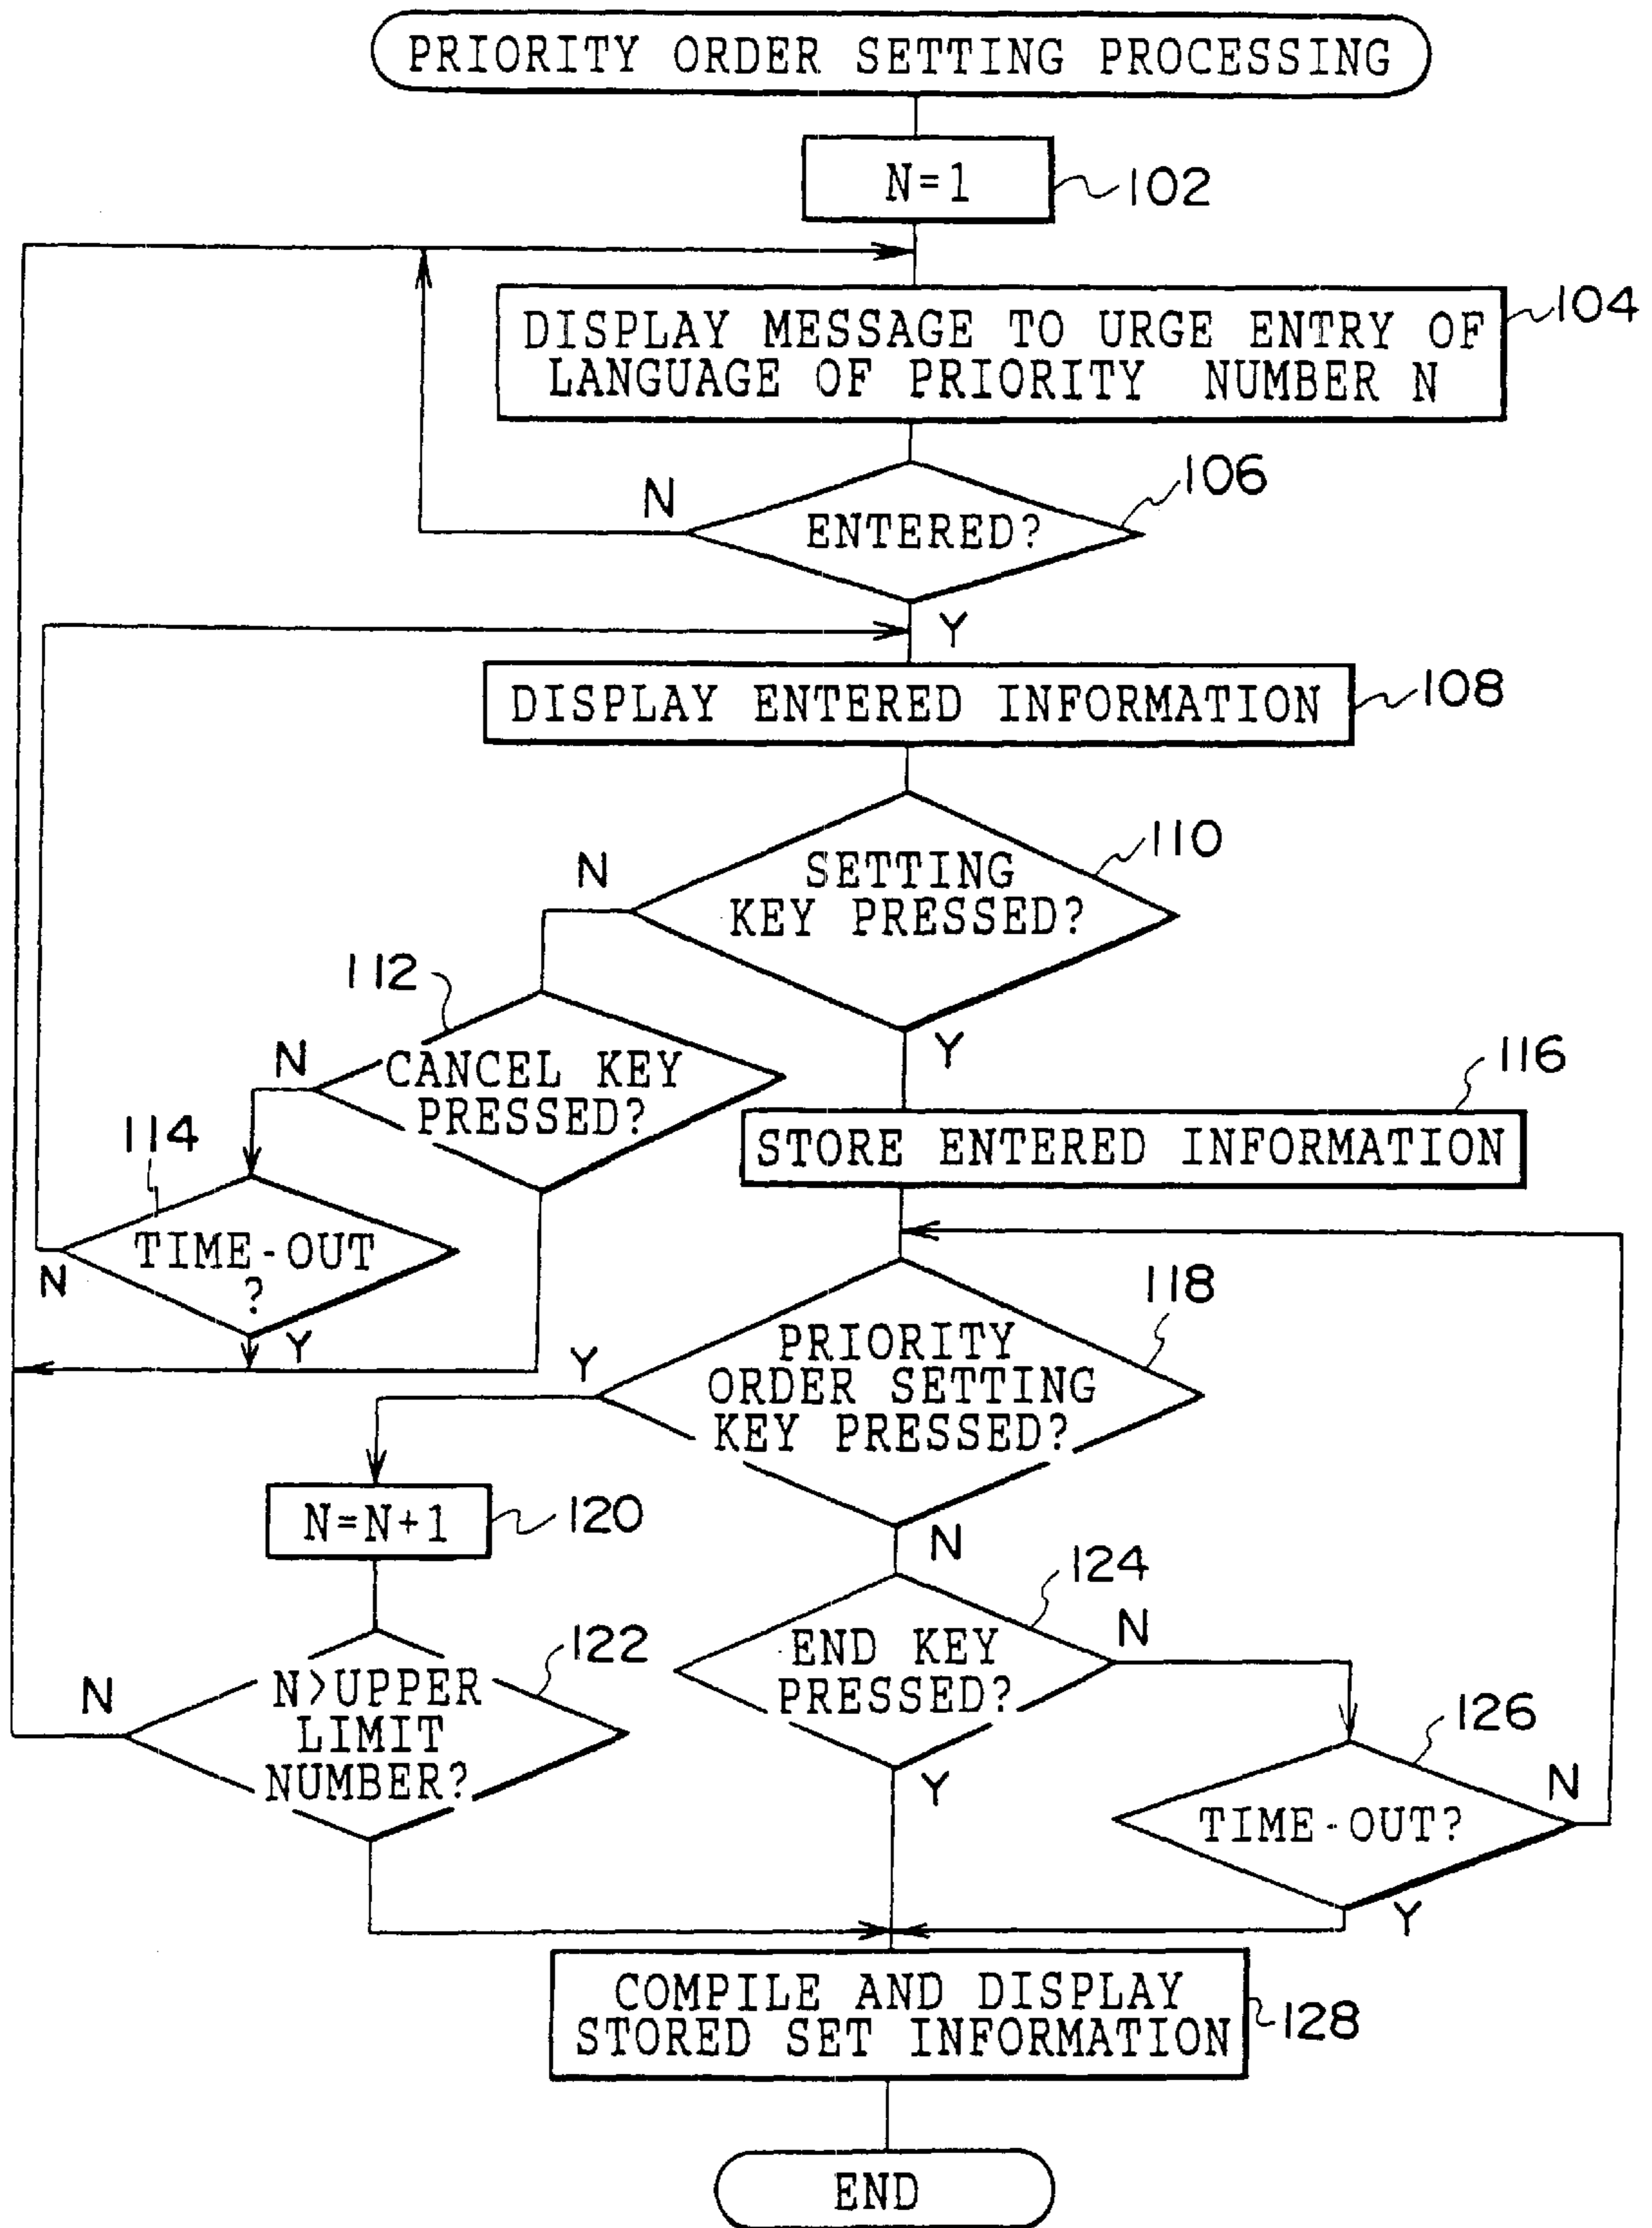 PRIORITY ORDER SETTING PROCESSING
N=1
102
DISPLAY MESSAGE TO URGE ENTRY OF
LANGUAGE OF PRIORITY NUMBER N
104
ENTERED?
106
N
Y
DISPLAY ENTERED INFORMATION
108
SETTING
KEY PRESSED?
110
N
Y
112
CANCEL KEY
PRESSED?
N
114
TIME-OUT
?
N
Y
STORE ENTERED INFORMATION
116
PRIORITY
ORDER SETTING
KEY PRESSED?
118
Y
N
N=N+1
120
N>UPPER
LIMIT
NUMBER?
122
N
END KEY
PRESSED?
124
N
Y
TIME-OUT?
126
N
Y
COMPILE AND DISPLAY
STORED SET INFORMATION
128
END